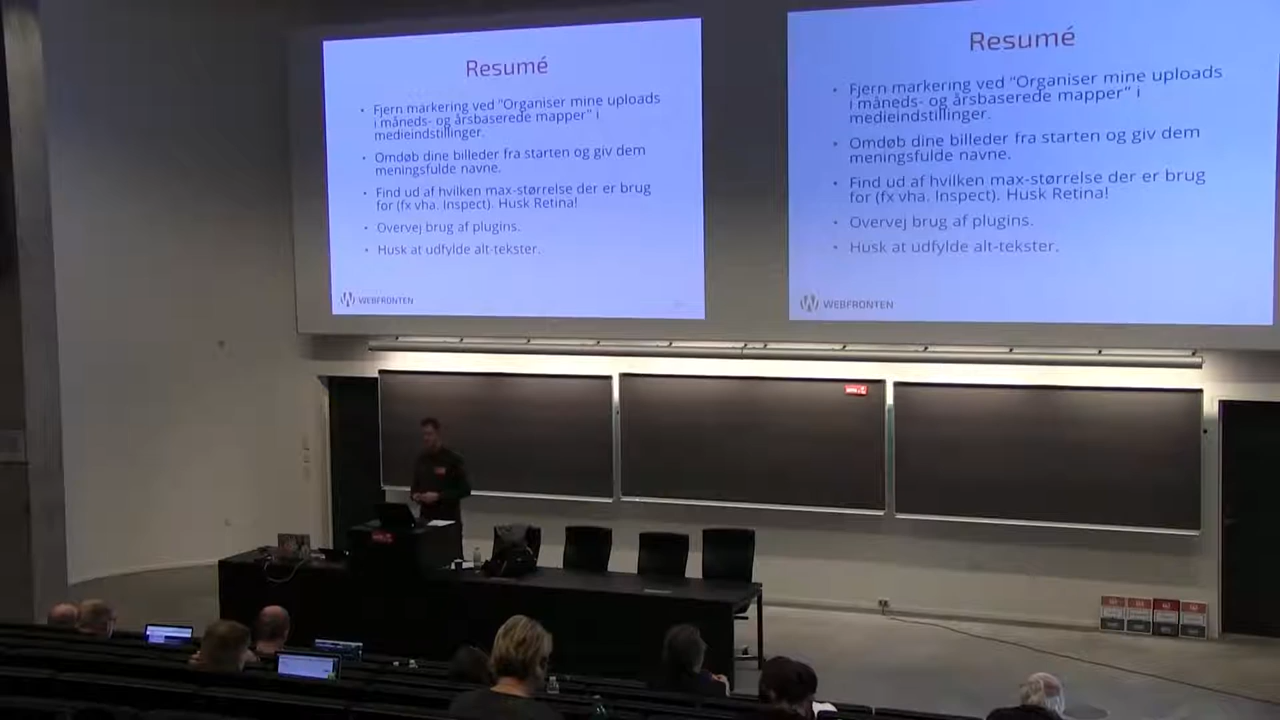 Resumé
• Fjern markering ved "Organiser mine uploads
i måneds- og årsbaserede mapper" i
medieindstillinger.
• Omdøb dine billeder fra starten og giv dem
meningsfulde navne.
• Find ud af hvilken max-størrelse der er brug
for (fx vha. Inspect). Husk Retina!
• Overvej brug af plugins.
• Husk at udfylde alt-tekster.
WEBFRONTEN
Resumé
• Fjern markering ved "Organiser mine uploads
i måneds- og årsbaserede mapper" i
medieindstillinger.
• Omdøb dine billeder fra starten og giv dem
meningsfulde navne.
• Find ud af hvilken max-størrelse der er brug
for (fx vha. Inspect). Husk Retina!
• Overvej brug af plugins.
• Husk at udfylde alt-tekster.
WEBFRONTEN